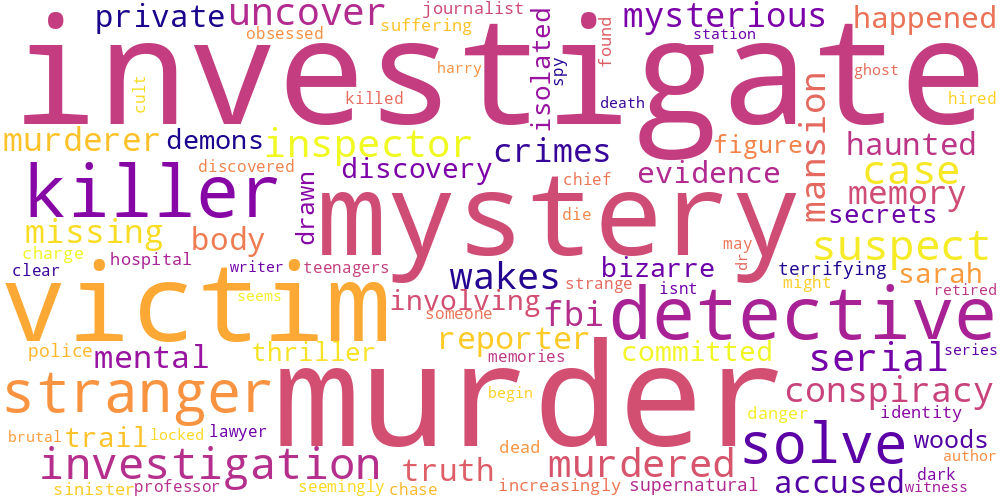 private
uncover
journalist
suffering
obsessed
mysterious
station
happened
investigate
isolated
spy
found
cult
harry
killed
death
ghost
hired
murderer
demons
inspector
crimes
figure
mansion
haunted
discovered
discovery
evidence
case
killer
drawn
mystery
chief
die
memory
secrets
missing
body
charge
hospital
clear
may
dr
suspect
writer
teenagers
wakes
strange
bizarre
isnt
terrifying
might
sarah
retired
victim
seems
involving
someone
fbi
detective
police
mental
thriller
reporter
memories
committed
serial
series
stranger
murder
begin
conspiracy
danger
identity
brutal
trail
locked
lawyer
dead
solve
woods
author
investigation
truth
murdered
accused
dark
witness
sinister
professor
seemingly
chase
increasingly
supernatural